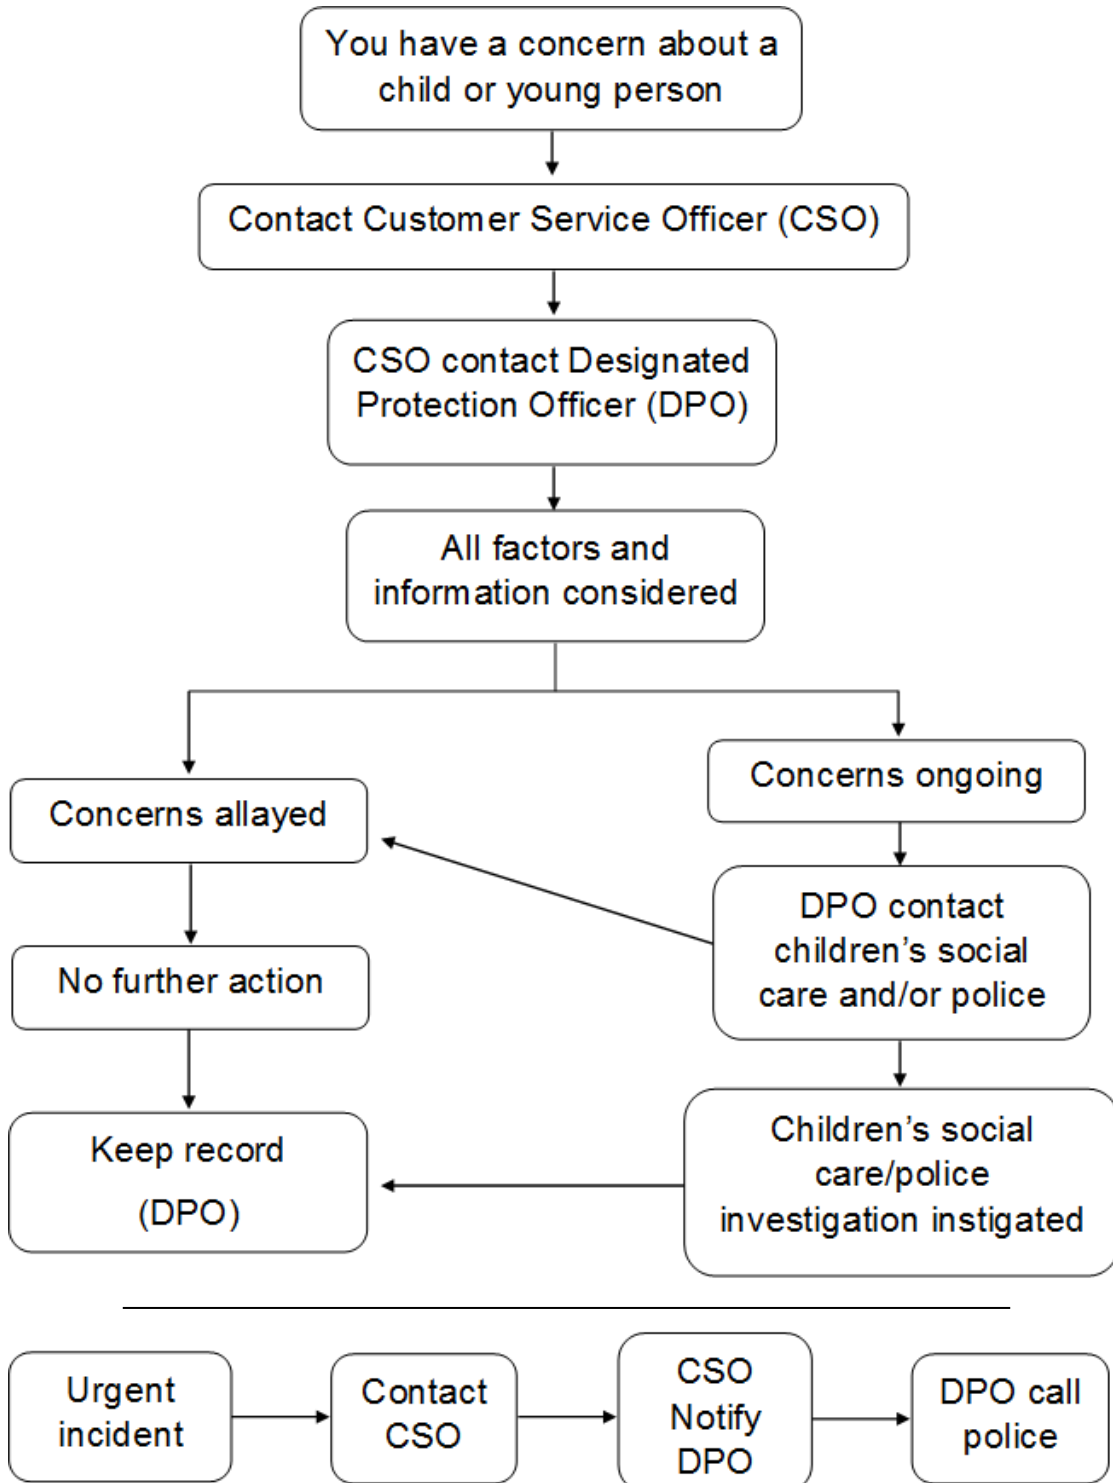 You have a concern about a
child or young person
Contact Customer Service Officer (CSO)
CSO contact Designated
Protection Officer (DPO)
All factors and
information considered
Concerns ongoing
Concerns allayed
DPO contact
children's social
care and/or police
No further action
Children's social
care/police
investigation instigated
Keep record
(DPO)
Urgent
incident
Contact
CSO
CSO
Notify
DPO
DPO call
police